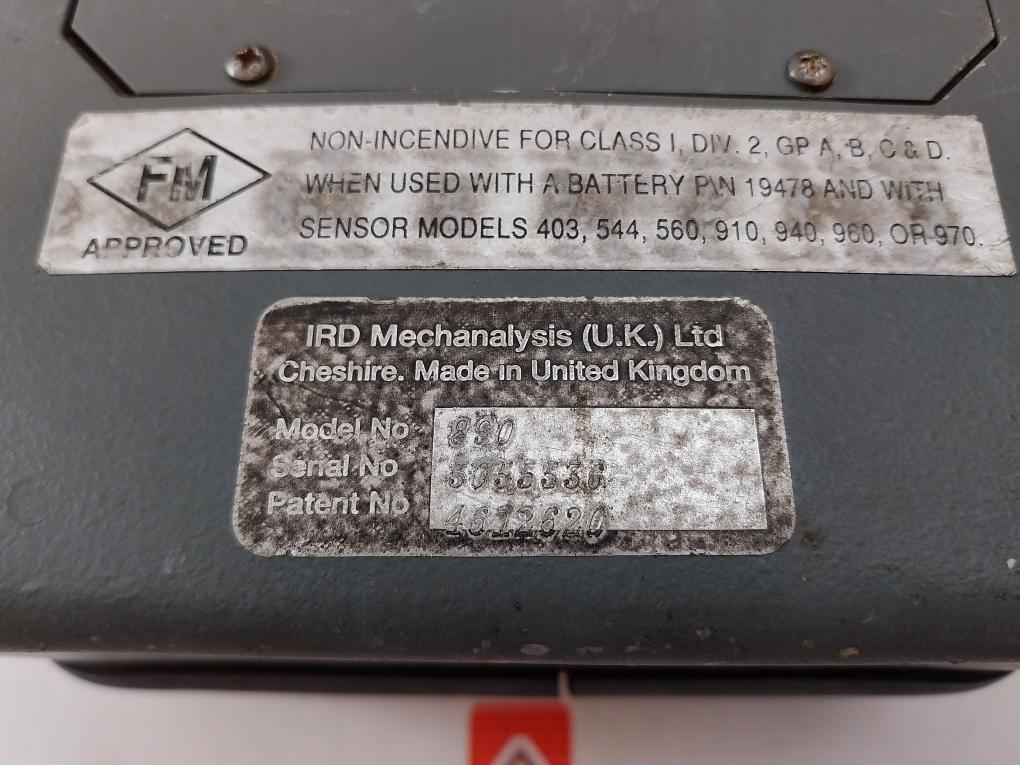 FM
APPROVED
NON-INCENDIVE FOR CLASS I, DIV. 2, GP A, B, C & D.
WHEN USED WITH A BATTERY P\N 19478 AND WITH
SENSOR MODELS 403, 544, 560, 910, 940, 960, OR 970.
IRD Mechanalysis (U.K.) Ltd
Cheshire. Made in United Kingdom
Model No 890
Serial No
Patent No 4612620